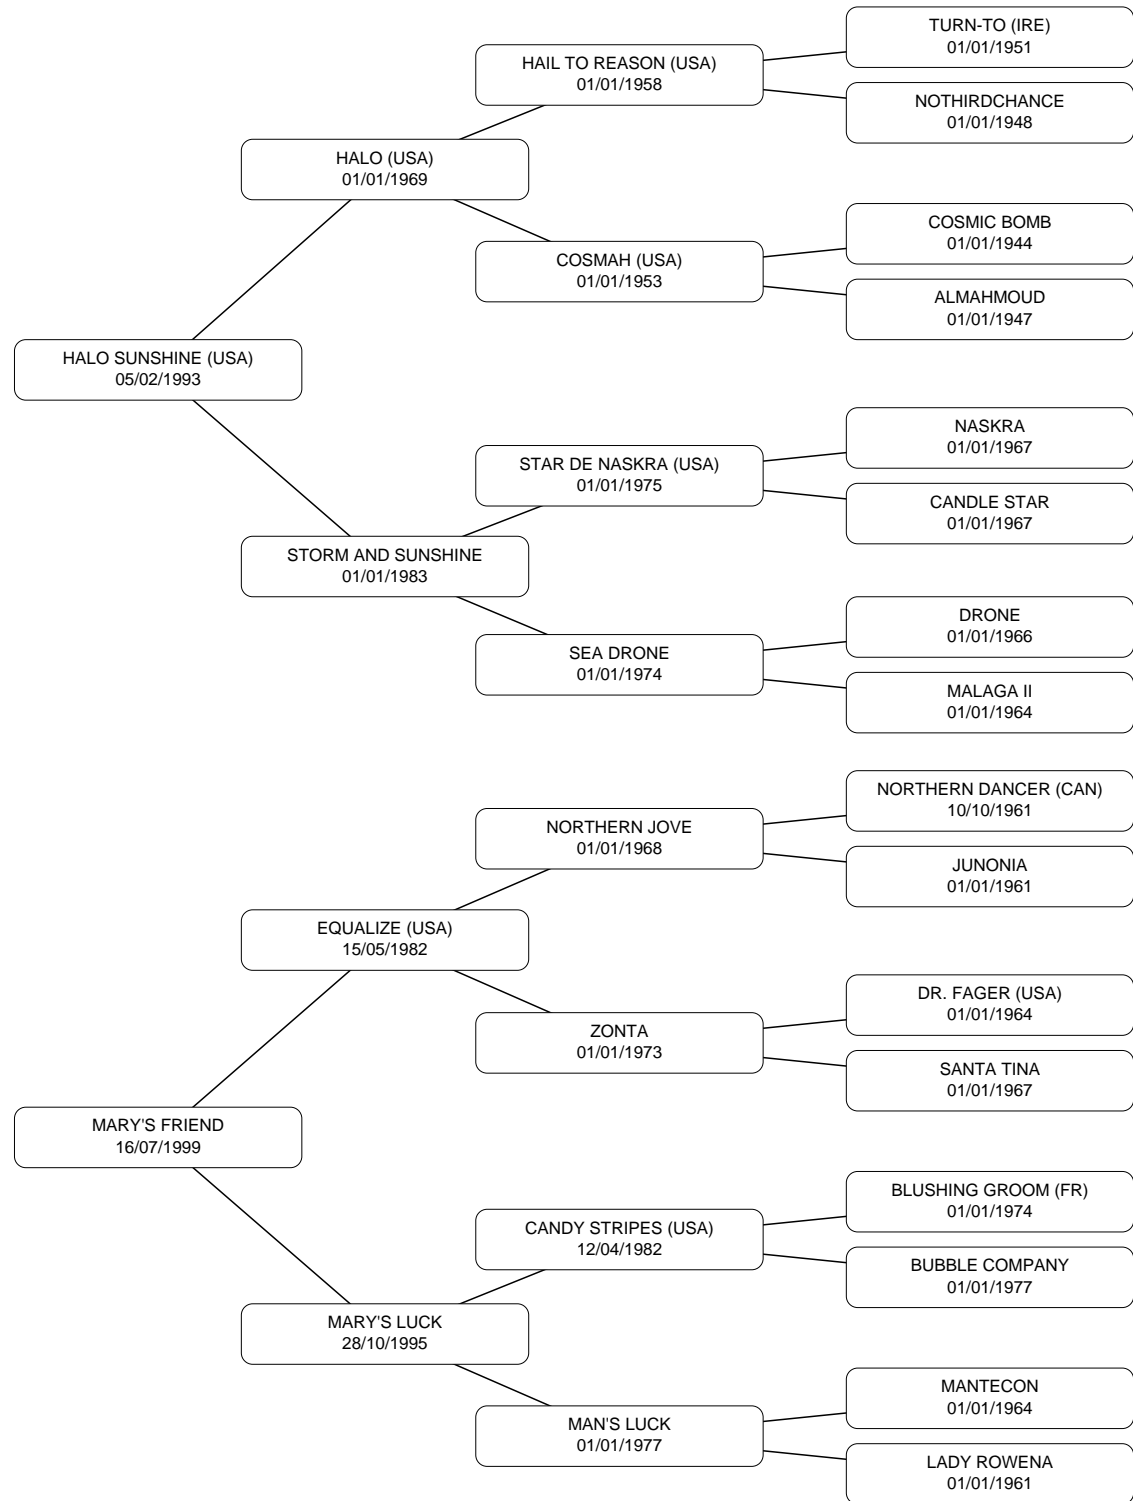 TURN-TO (IRE)
01/01/1951
HAIL TO REASON (USA)
01/01/1958
NOTHIRDCHANCE
01/01/1948
HALO (USA)
01/01/1969
COSMIC BOMB
01/01/1944
COSMAH (USA)
01/01/1953
ALMAHMOUD
01/01/1947
HALO SUNSHINE (USA)
05/02/1993
NASKRA
01/01/1967
STAR DE NASKRA (USA)
01/01/1975
CANDLE STAR
01/01/1967
STORM AND SUNSHINE
01/01/1983
DRONE
01/01/1966
SEA DRONE
01/01/1974
MALAGA II
01/01/1964
NORTHERN DANCER (CAN)
10/10/1961
NORTHERN JOVE
01/01/1968
JUNONIA
01/01/1961
EQUALIZE (USA)
15/05/1982
DR. FAGER (USA)
01/01/1964
ZONTA
01/01/1973
SANTA TINA
01/01/1967
MARY'S FRIEND
16/07/1999
BLUSHING GROOM (FR)
01/01/1974
CANDY STRIPES (USA)
12/04/1982
BUBBLE COMPANY
01/01/1977
MARY'S LUCK
28/10/1995
MANTECON
01/01/1964
MAN'S LUCK
01/01/1977
LADY ROWENA
01/01/1961